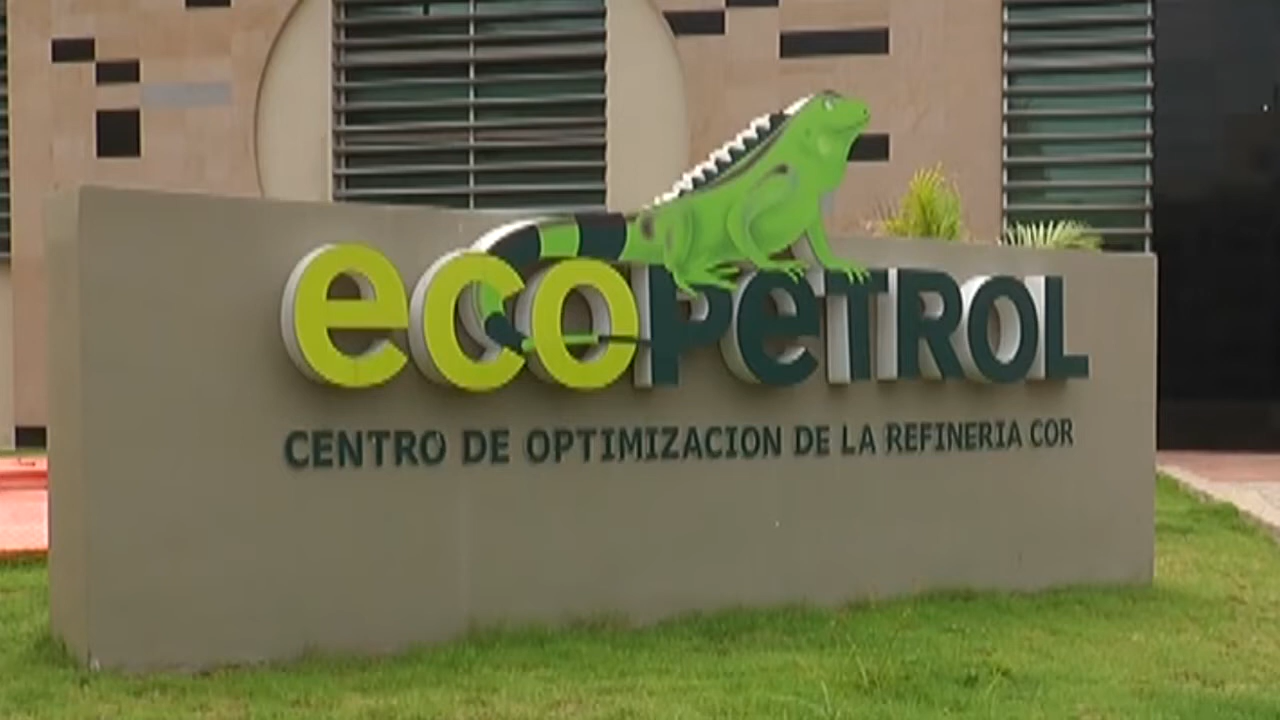 ecoPETROL
CENTRO DE OPTIMIZACION DE LA REFINERIA COR